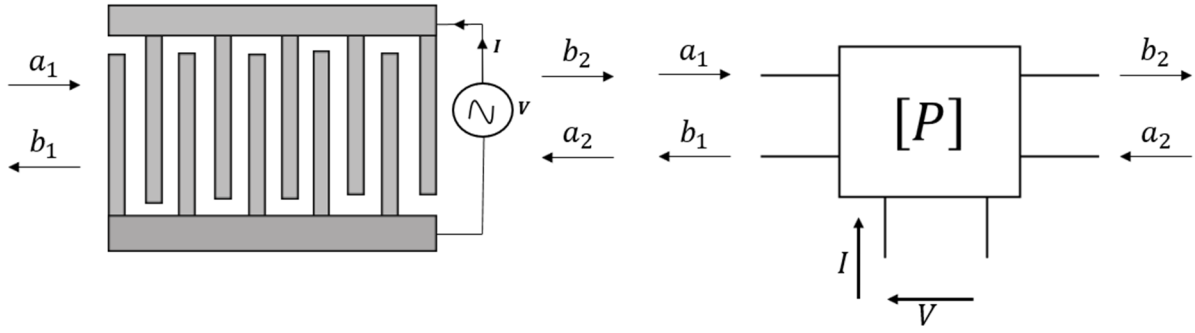 a₁
b₁
I
V
b₂
a₂
a₁
b₁
[P]
b₂
a₂
I
V